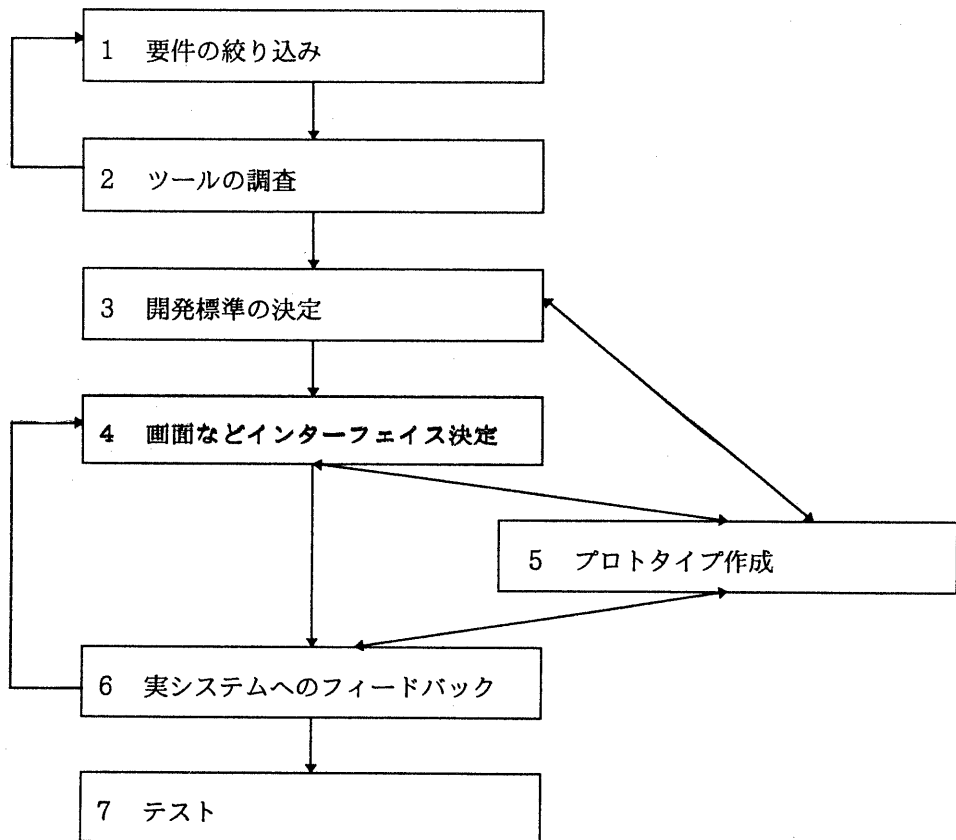 1 要件の絞り込み
2 ツールの調査
3 開発標準の決定
4 画面などインターフェイス決定
5 プロトタイプ作成
6 実システムへのフィードバック
7 テスト